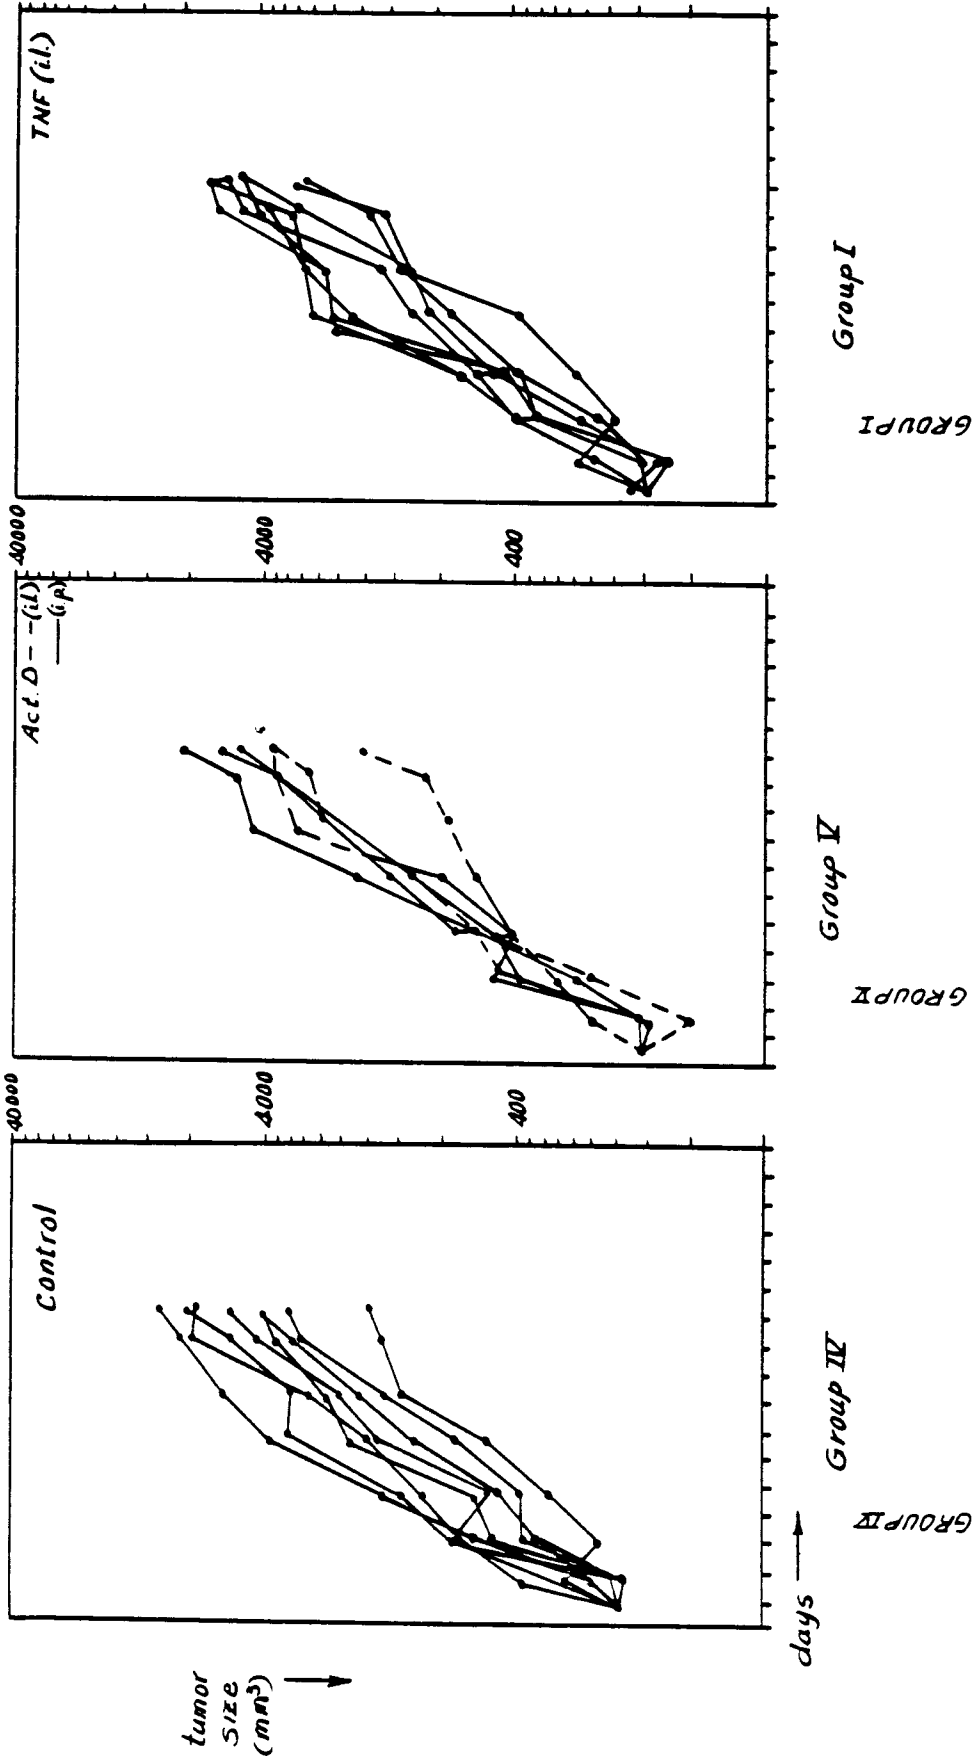 tumor
size
(mm³)
days
Control
Act. D - - (il)
(i.p)
TNF (i.l.)
40000
4000
400
40000
4000
400
Group IV
Group V
Group I
GROUP IV
GROUP V
GROUP I